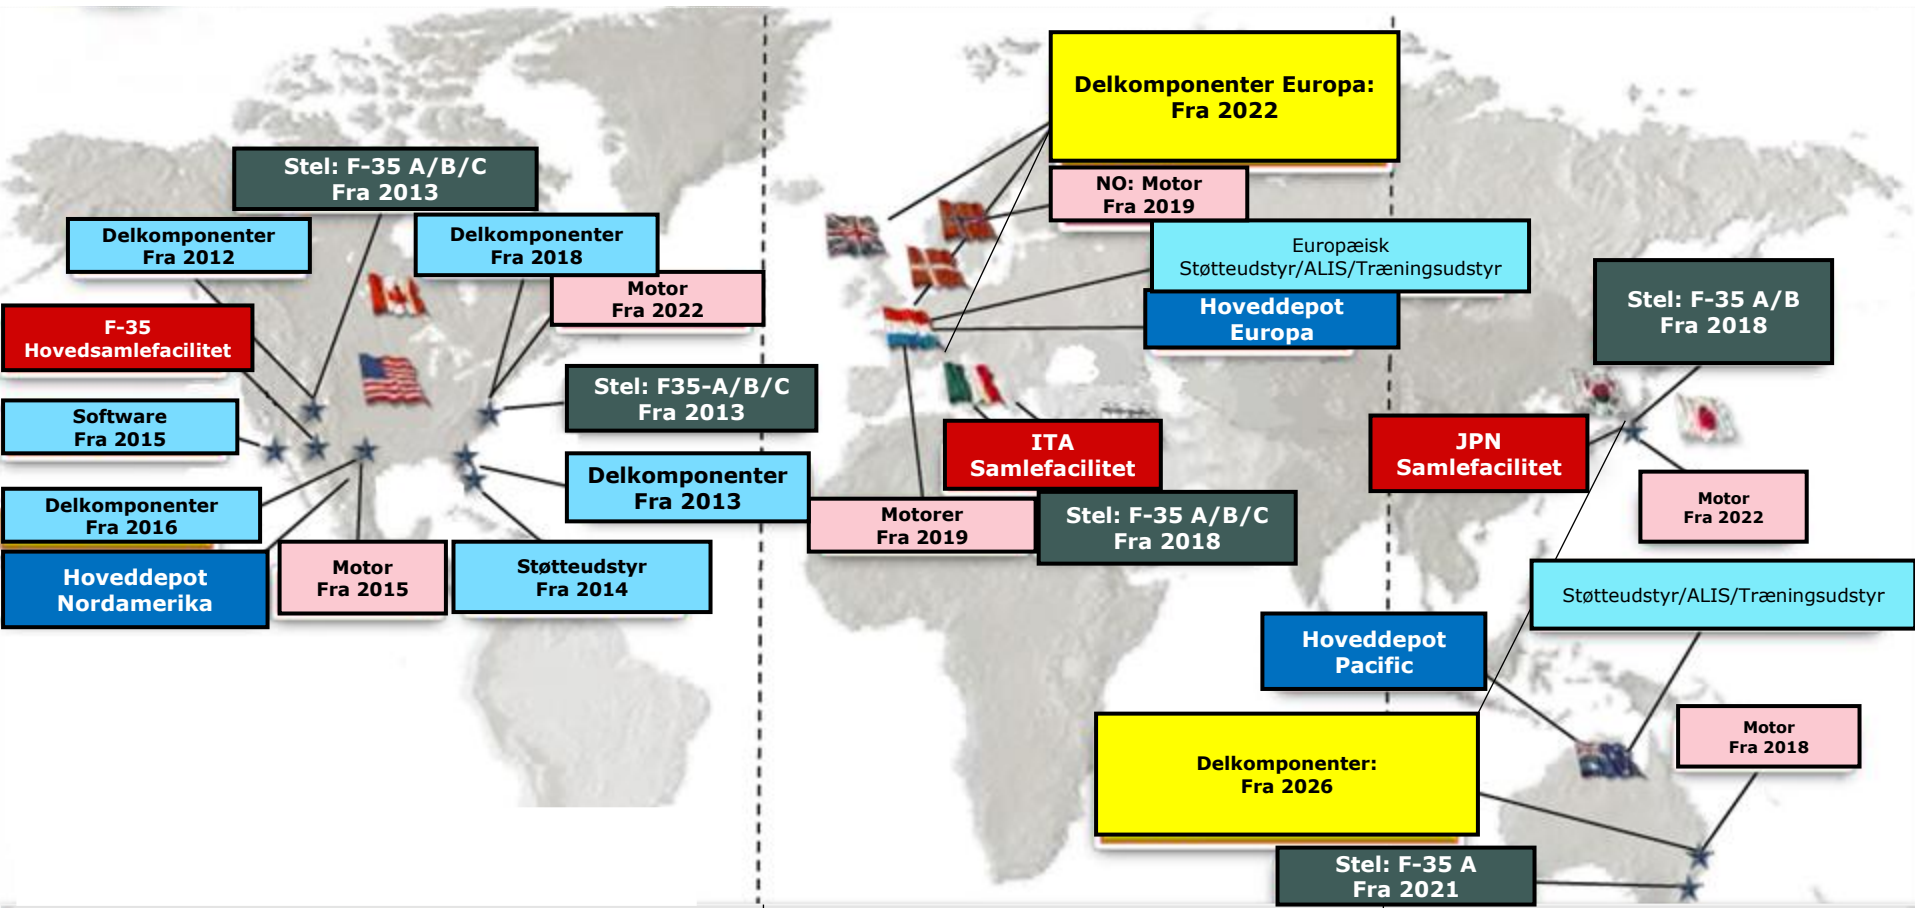 Stel: F-35 A/B/C
Fra 2013
Delkomponenter
Fra 2012
Delkomponenter
Fra 2018
Motor
Fra 2022
F-35
Hovedsamlefacilitet
Stel: F35-A/B/C
Fra 2013
Software
Fra 2015
Delkomponenter
Fra 2013
Delkomponenter
Fra 2016
Hoveddepot
Nordamerika
Motor
Fra 2015
Støtteudstyr
Fra 2014
Delkomponenter Europa:
Fra 2022
NO: Motor
Fra 2019
Europæisk
Støtteudstyr/ALIS/Træningsudstyr
Hoveddepot
Europa
ITA
Samlefacilitet
Motorer
Fra 2019
Stel: F-35 A/B/C
Fra 2018
Stel: F-35 A/B
Fra 2018
JPN
Samlefacilitet
Motor
Fra 2022
Støtteudstyr/ALIS/Træningsudstyr
Hoveddepot
Pacific
Motor
Fra 2018
Delkomponenter:
Fra 2026
Stel: F-35 A
Fra 2021